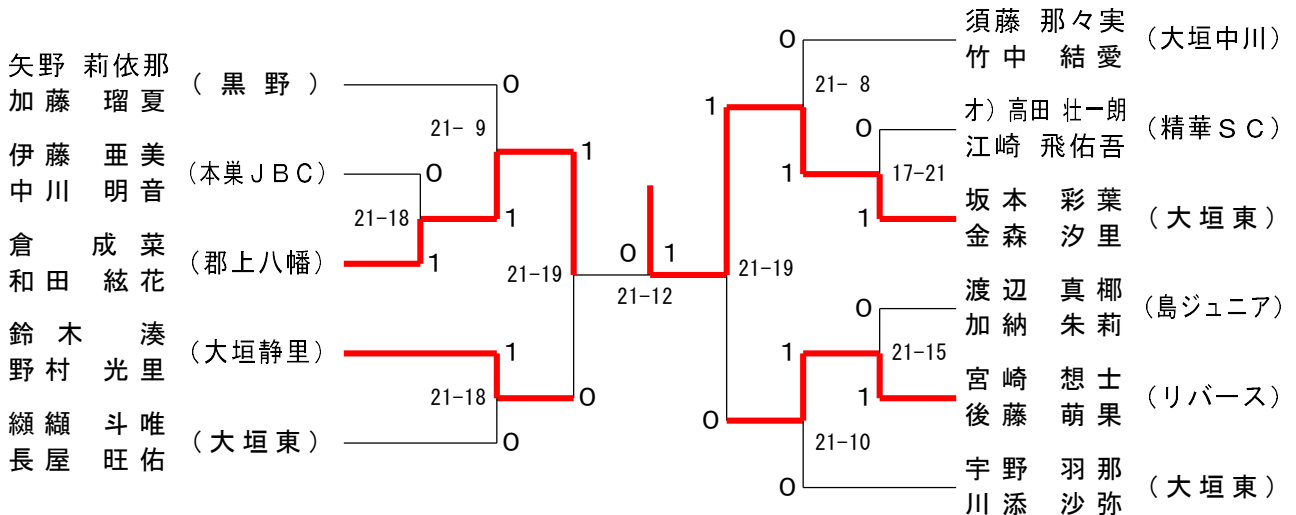 矢野 莉依那
加藤 瑠夏
(黒野)
伊藤 亜美
中川 明音
(本巣JBC)
倉 成菜
和田 絃花
(郡上八幡)
鈴木 湊
野村 光里
(大垣静里)
纐纈 斗唯
長屋 旺佑
(大垣東)
0
21- 9
0
21-18
1
1
1
1
21-18
0
0
21-19
0
1
21-12
1
21-19
0
0
21- 8
0
1
17-21
1
0
1
21-15
1
21-10
0
須藤 那々実
竹中 結愛
(大垣中川)
才)高田 壮一朗
江崎 飛佑吾
(精華SC)
坂本 彩葉
金森 汐里
(大垣東)
渡辺 真椰
加納 朱莉
(島ジュニア)
宮崎 想士
後藤 萌果
(リバース)
宇野 羽那
川添 沙弥
(大垣東)